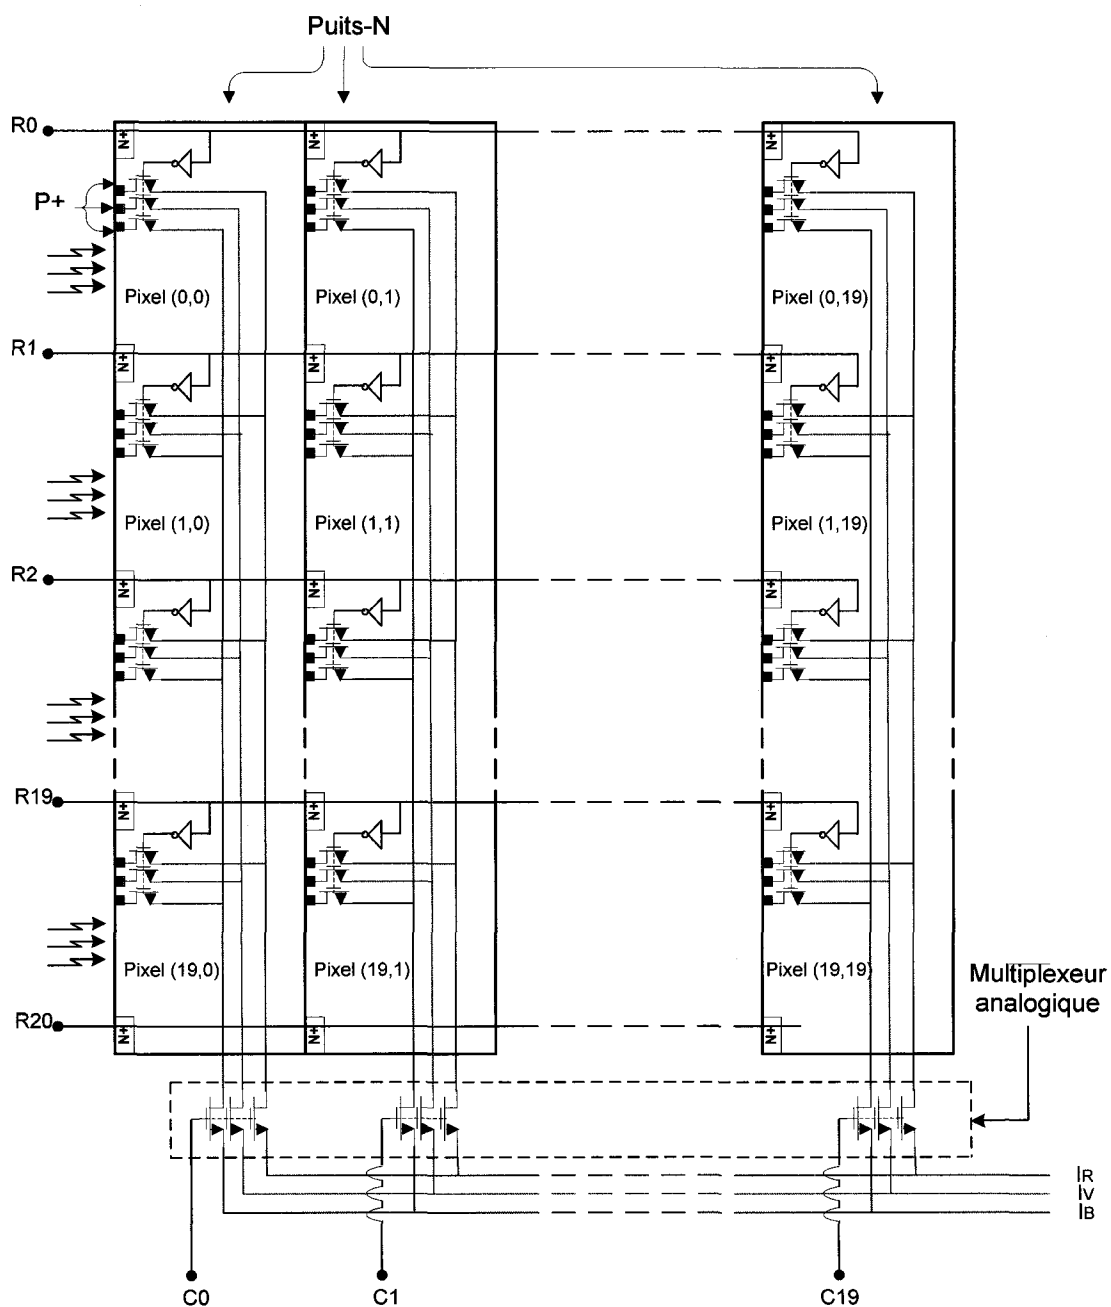 Puits-N
R0
N+ N+ N+
P+
Pixel (0,0) Pixel (0,1) Pixel (0,19)
R1
N+ N+ N+
Pixel (1,0) Pixel (1,1) Pixel (1,19)
R2
N+ N+ N+
R19
N+ N+ N+
Pixel (19,0) Pixel (19,1) Pixel (19,19)
Multiplexeur
analogique
R20
N+ N+ N+
IR
IV
IB
C0 C1 C19